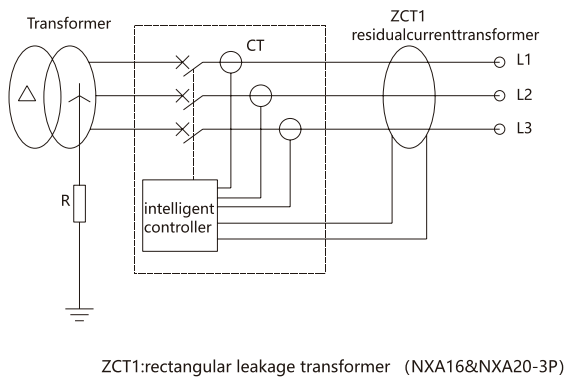 Transformer
ZCT1
residualcurrenttransformer
CT
L1
L2
L3
R
intelligent
controller
ZCT1:rectangular leakage transformer （NXA16&NXA20-3P)